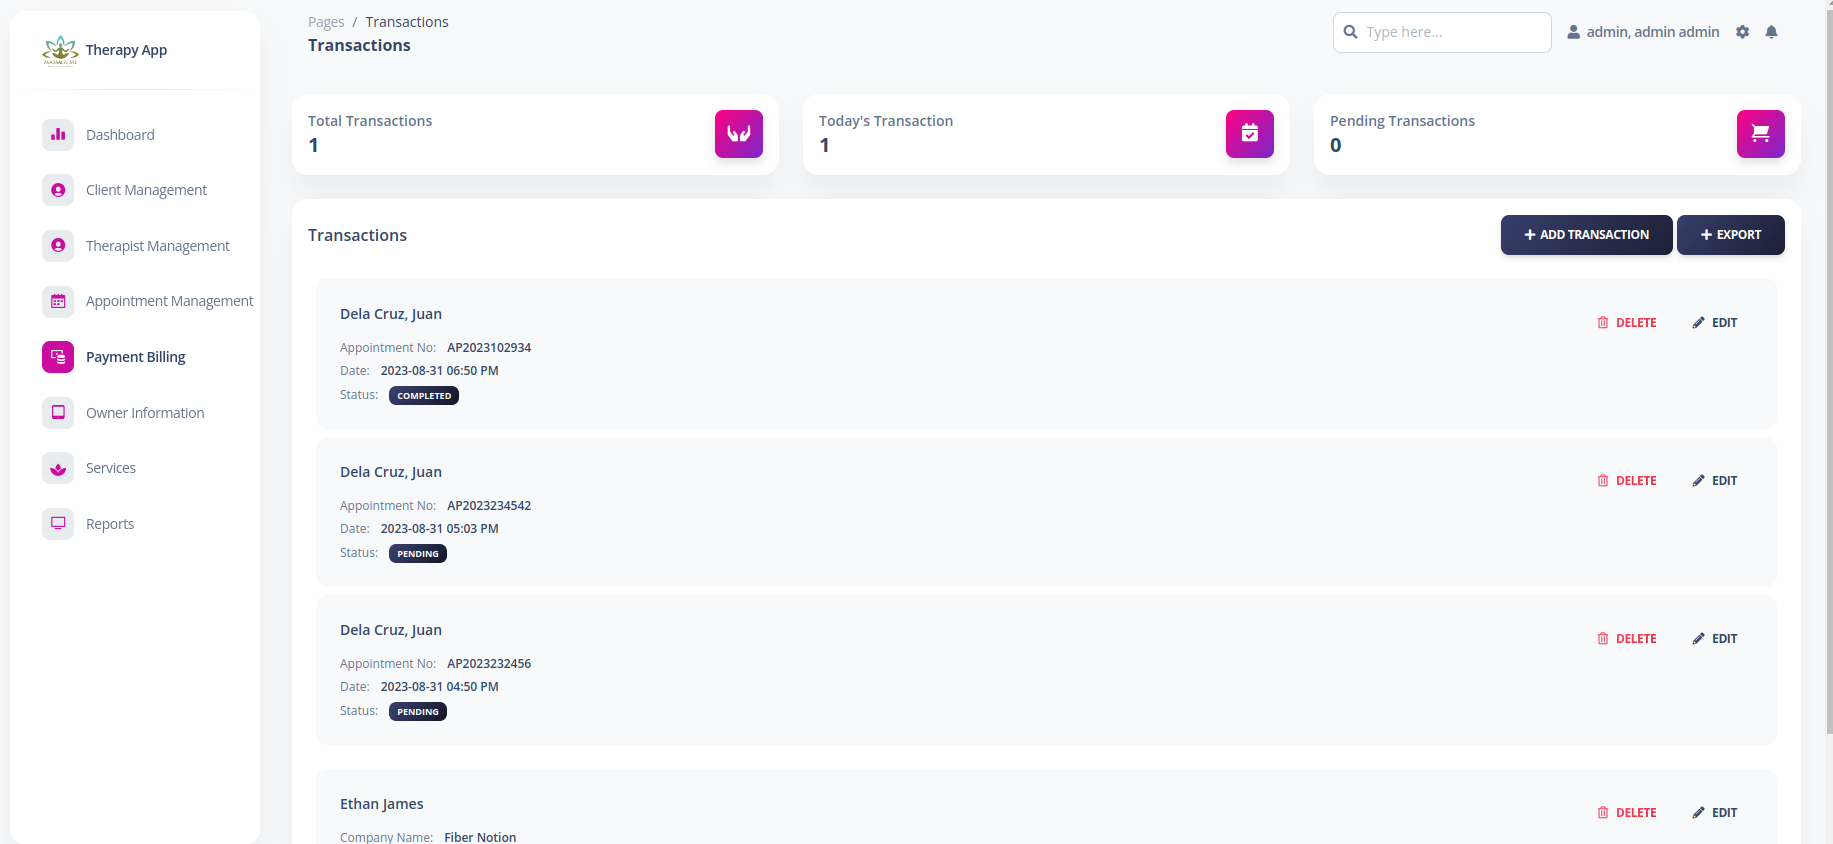 Therapy App
Dashboard
Client Management
Therapist Management
Appointment Management
Payment Billing
Owner Information
Services
Reports
Pages / Transactions
Transactions
Type here...
admin, admin admin
Total Transactions
1
Today's Transaction
1
Pending Transactions
0
Transactions
ADD TRANSACTION
EXPORT
Dela Cruz, Juan
DELETE EDIT
Appointment No: AP2023102934
Date: 2023-08-31 06:50 PM
Status: COMPLETED
Dela Cruz, Juan
DELETE EDIT
Appointment No: AP2023234542
Date: 2023-08-31 05:03 PM
Status: PENDING
Dela Cruz, Juan
DELETE EDIT
Appointment No: AP2023232456
Date: 2023-08-31 04:50 PM
Status: PENDING
Ethan James
DELETE EDIT
Company Name: Fiber Notion